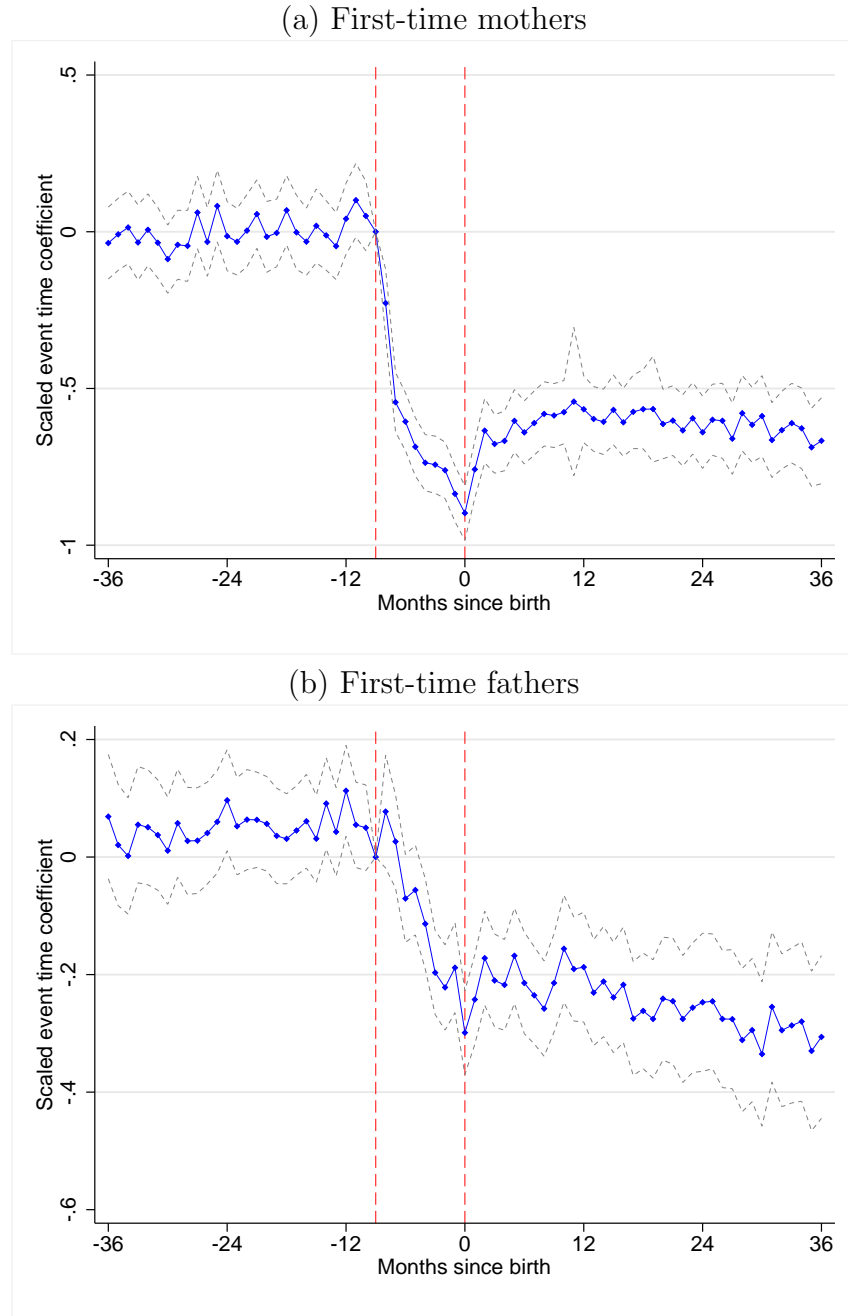 (a) First-time mothers
.5
0
-.5
-1
Scaled event time coefficient
-36 -24 -12 0 12 24 36
Months since birth
(b) First-time fathers
.2
0
-.2
-.4
-.6
Scaled event time coefficient
-36 -24 -12 0 12 24 36
Months since birth